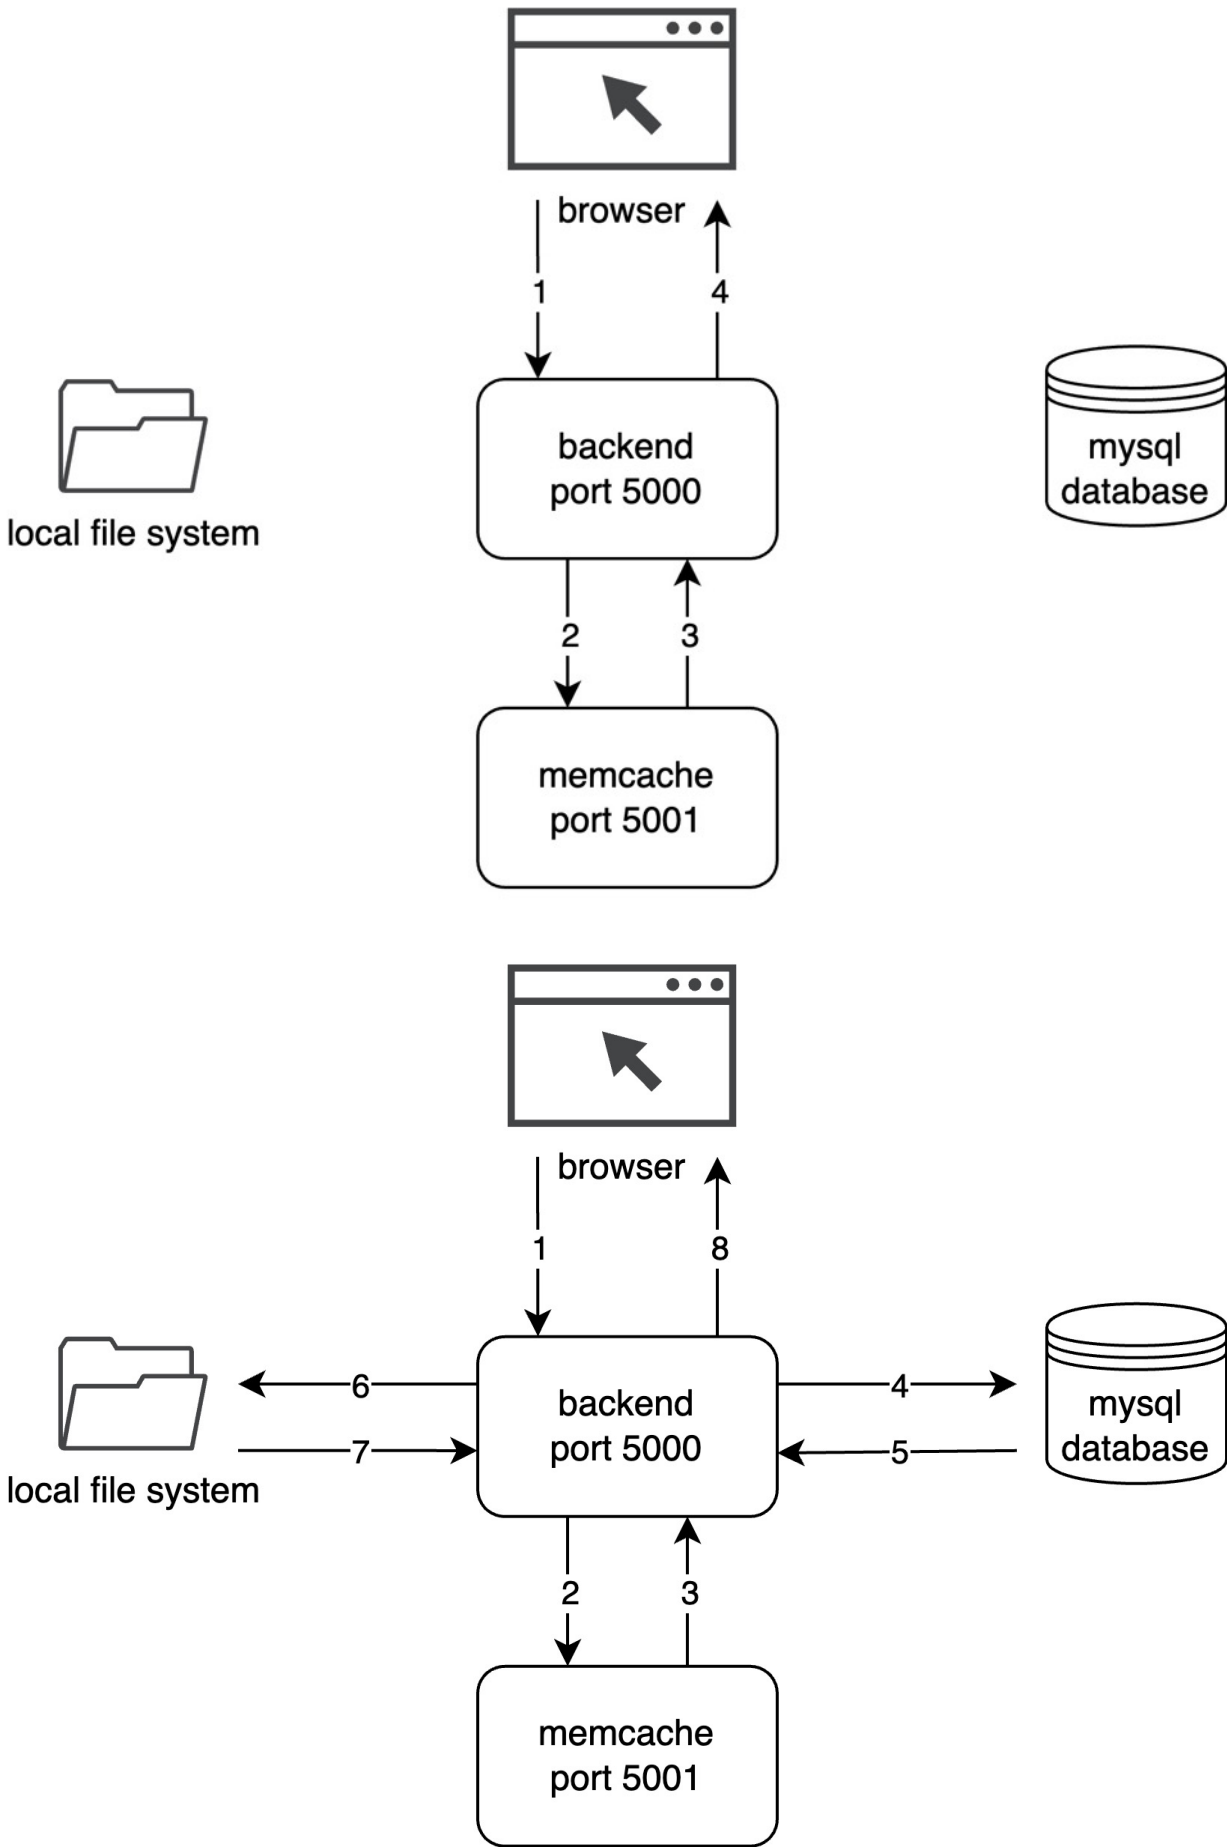 browser
1
4
backend
port 5000
mysql
database
local file system
2
3
memcache
port 5001
browser
1
8
6
4
backend
port 5000
mysql
database
7
5
local file system
2
3
memcache
port 5001